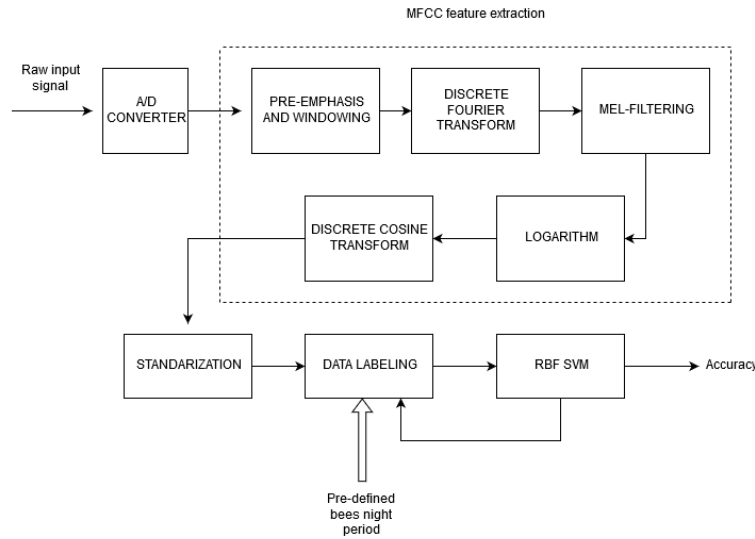 MFCC feature extraction
Raw input
signal
A/D
CONVERTER
PRE-EMPHASIS
AND WINDOWING
DISCRETE
FOURIER
TRANSFORM
MEL-FILTERING
DISCRETE COSINE
TRANSFORM
LOGARITHM
STANDARIZATION
DATA LABELING
RBF SVM
Accuracy
Pre-defined
bees night
period